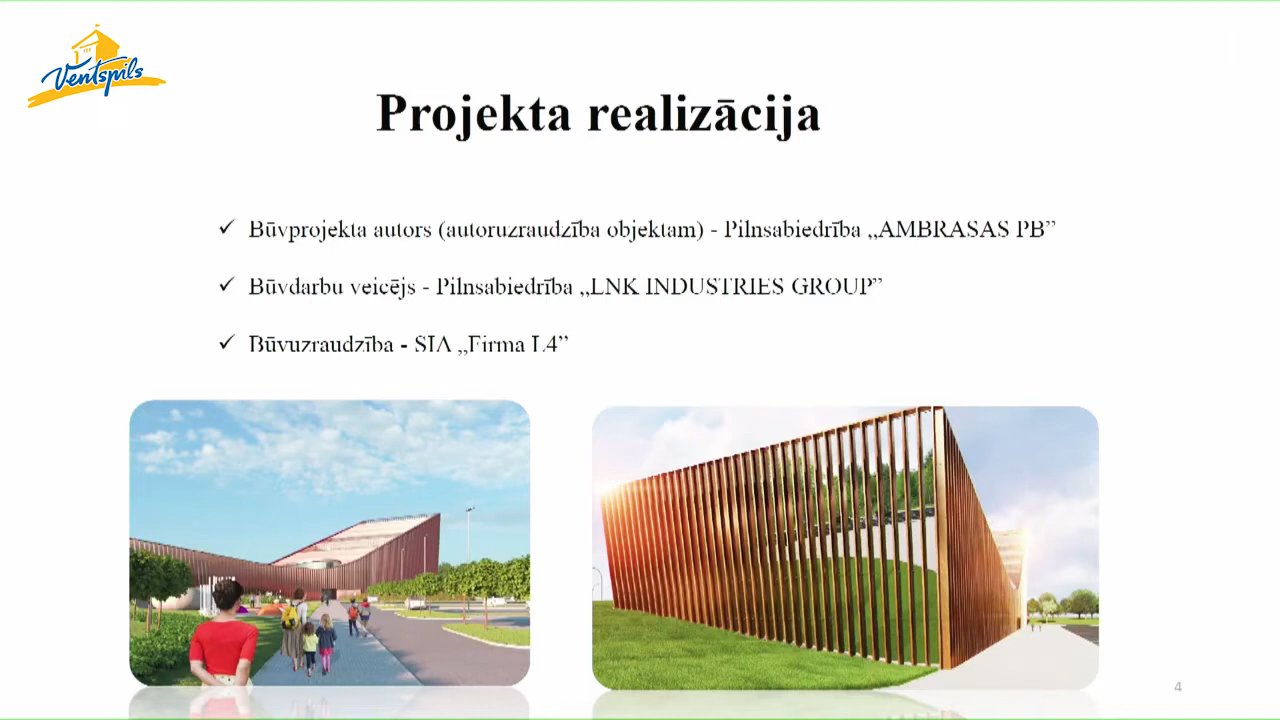 Ventspils
Projekta realizācija
✓ Būvprojekta autors (autoruzraudzība objektam) - Pilnsabiedrība „AMBRASAS PB”
✓ Būvdarbu veicējs - Pilnsabiedrība „LNK INDUSTRIES GROUP”
✓ Būvuzraudzība - SIA „Firma L4”
4